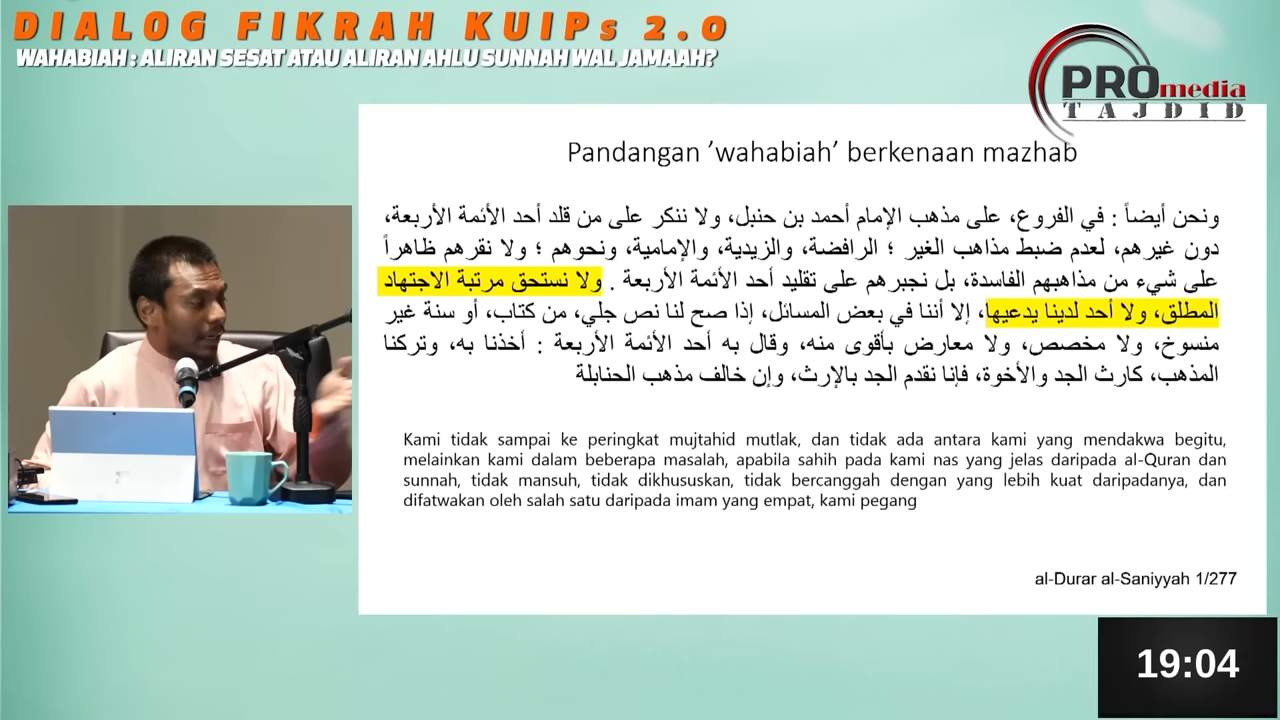 DIALOG FIKRAH KUIPs 2.0
WAHABIAH : ALIRAN SESAT ATAU ALIRAN AHLU SUNNAH WAL JAMAAH?
PROmedia
TAJDID
Pandangan ’wahabiah’ berkenaan mazhab
ونحن أيضاً : في الفروع، على مذهب الإمام أحمد بن حنبل، ولا ننكر على من قلد أحد الأئمة الأربعة،
دون غيرهم، لعدم ضبط مذاهب الغير ؛ الرافضة، والزيدية، والإمامية، ونحوهم ؛ ولا نقرهم ظاهراً
على شيء من مذاهبهم الفاسدة، بل نجبرهم على تقليد أحد الأئمة الأربعة . ولا نستحق مرتبة الاجتهاد
المطلق، ولا أحد لدينا يدعيها، إلا أننا في بعض المسائل، إذا صح لنا نص جلي، من كتاب، أو سنة غير
منسوخ، ولا مخصص، ولا معارض بأقوى منه، وقال به أحد الأئمة الأربعة : أخذنا به، وتركنا
المذهب، كارث الجد والأخوة، فإنا نقدم الجد بالإرث، وإن خالف مذهب الحنابلة
Kami tidak sampai ke peringkat mujtahid mutlak, dan tidak ada antara kami yang mendakwa begitu,
melainkan kami dalam beberapa masalah, apabila sahih pada kami nas yang jelas daripada al-Quran dan
sunnah, tidak mansuh, tidak dikhususkan, tidak bercanggah dengan yang lebih kuat daripadanya, dan
difatwakan oleh salah satu daripada imam yang empat, kami pegang
al-Durar al-Saniyyah 1/277
19:04